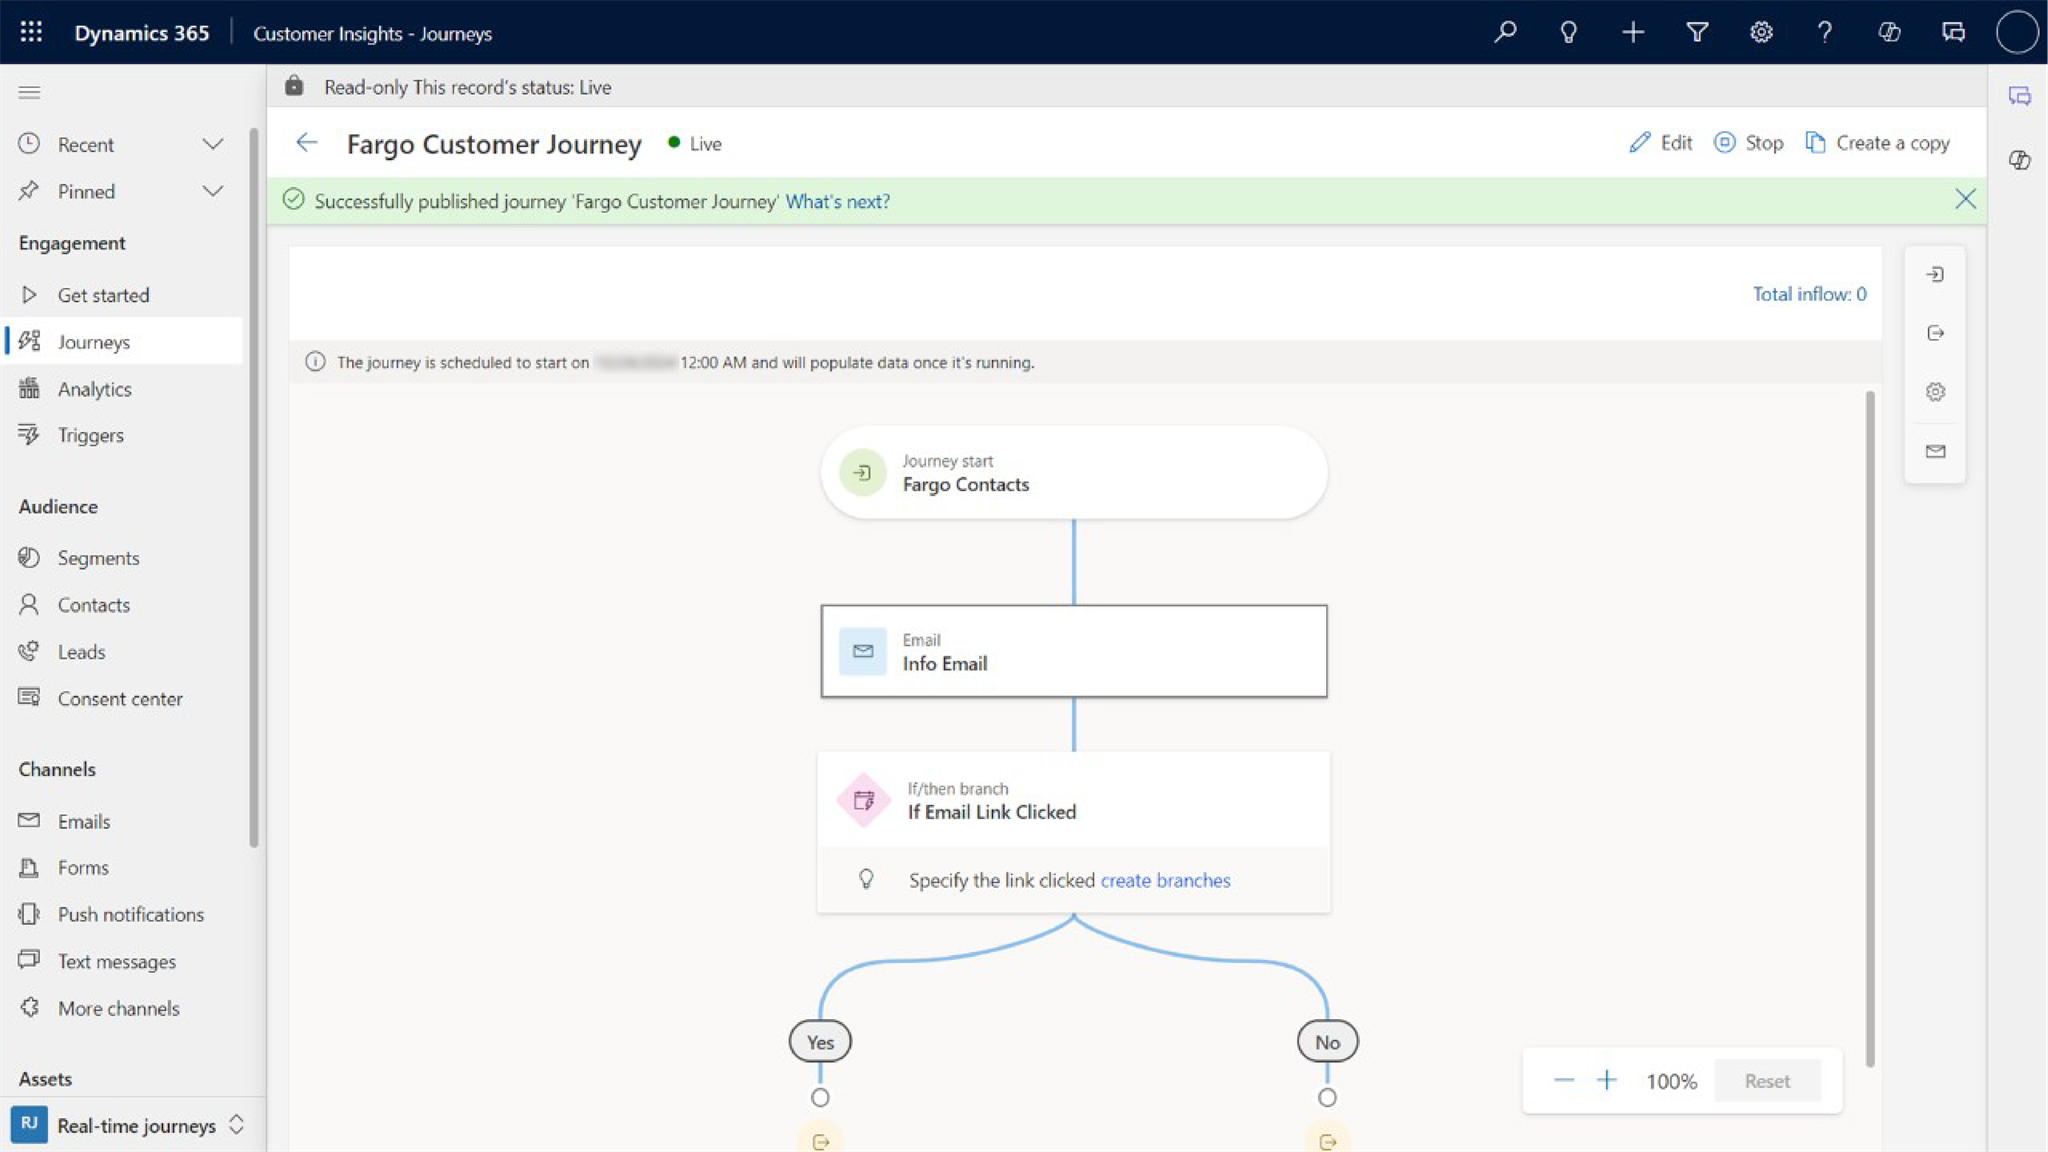 Dynamics 365
Customer Insights - Journeys
Read-only This record's status: Live
Fargo Customer Journey
Live
Edit
Stop
Create a copy
Successfully published journey 'Fargo Customer Journey' What's next?
Recent
Pinned
Engagement
Get started
Journeys
Analytics
Triggers
Audience
Segments
Contacts
Leads
Consent center
Channels
Emails
Forms
Push notifications
Text messages
More channels
Assets
RJ
Real-time journeys
Total inflow: 0
The journey is scheduled to start on 12:00 AM and will populate data once it's running.
Journey start
Fargo Contacts
Email
Info Email
If/then branch
If Email Link Clicked
Specify the link clicked create branches
Yes
No
100%
Reset